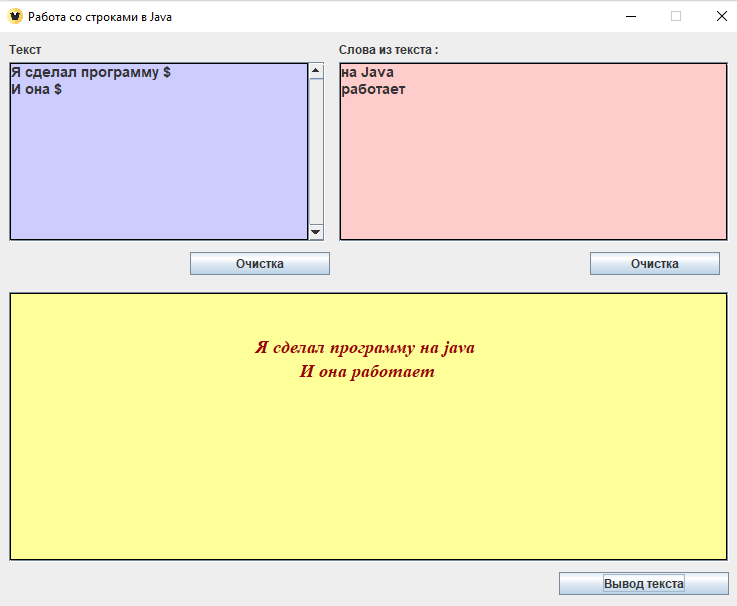 Работа со строками в Java
Текст
Слова из текста :
Я сделал программу $
И она $
на Java
работает
Очистка
Очистка
Я сделал программу на java
И она работает
Вывод текста